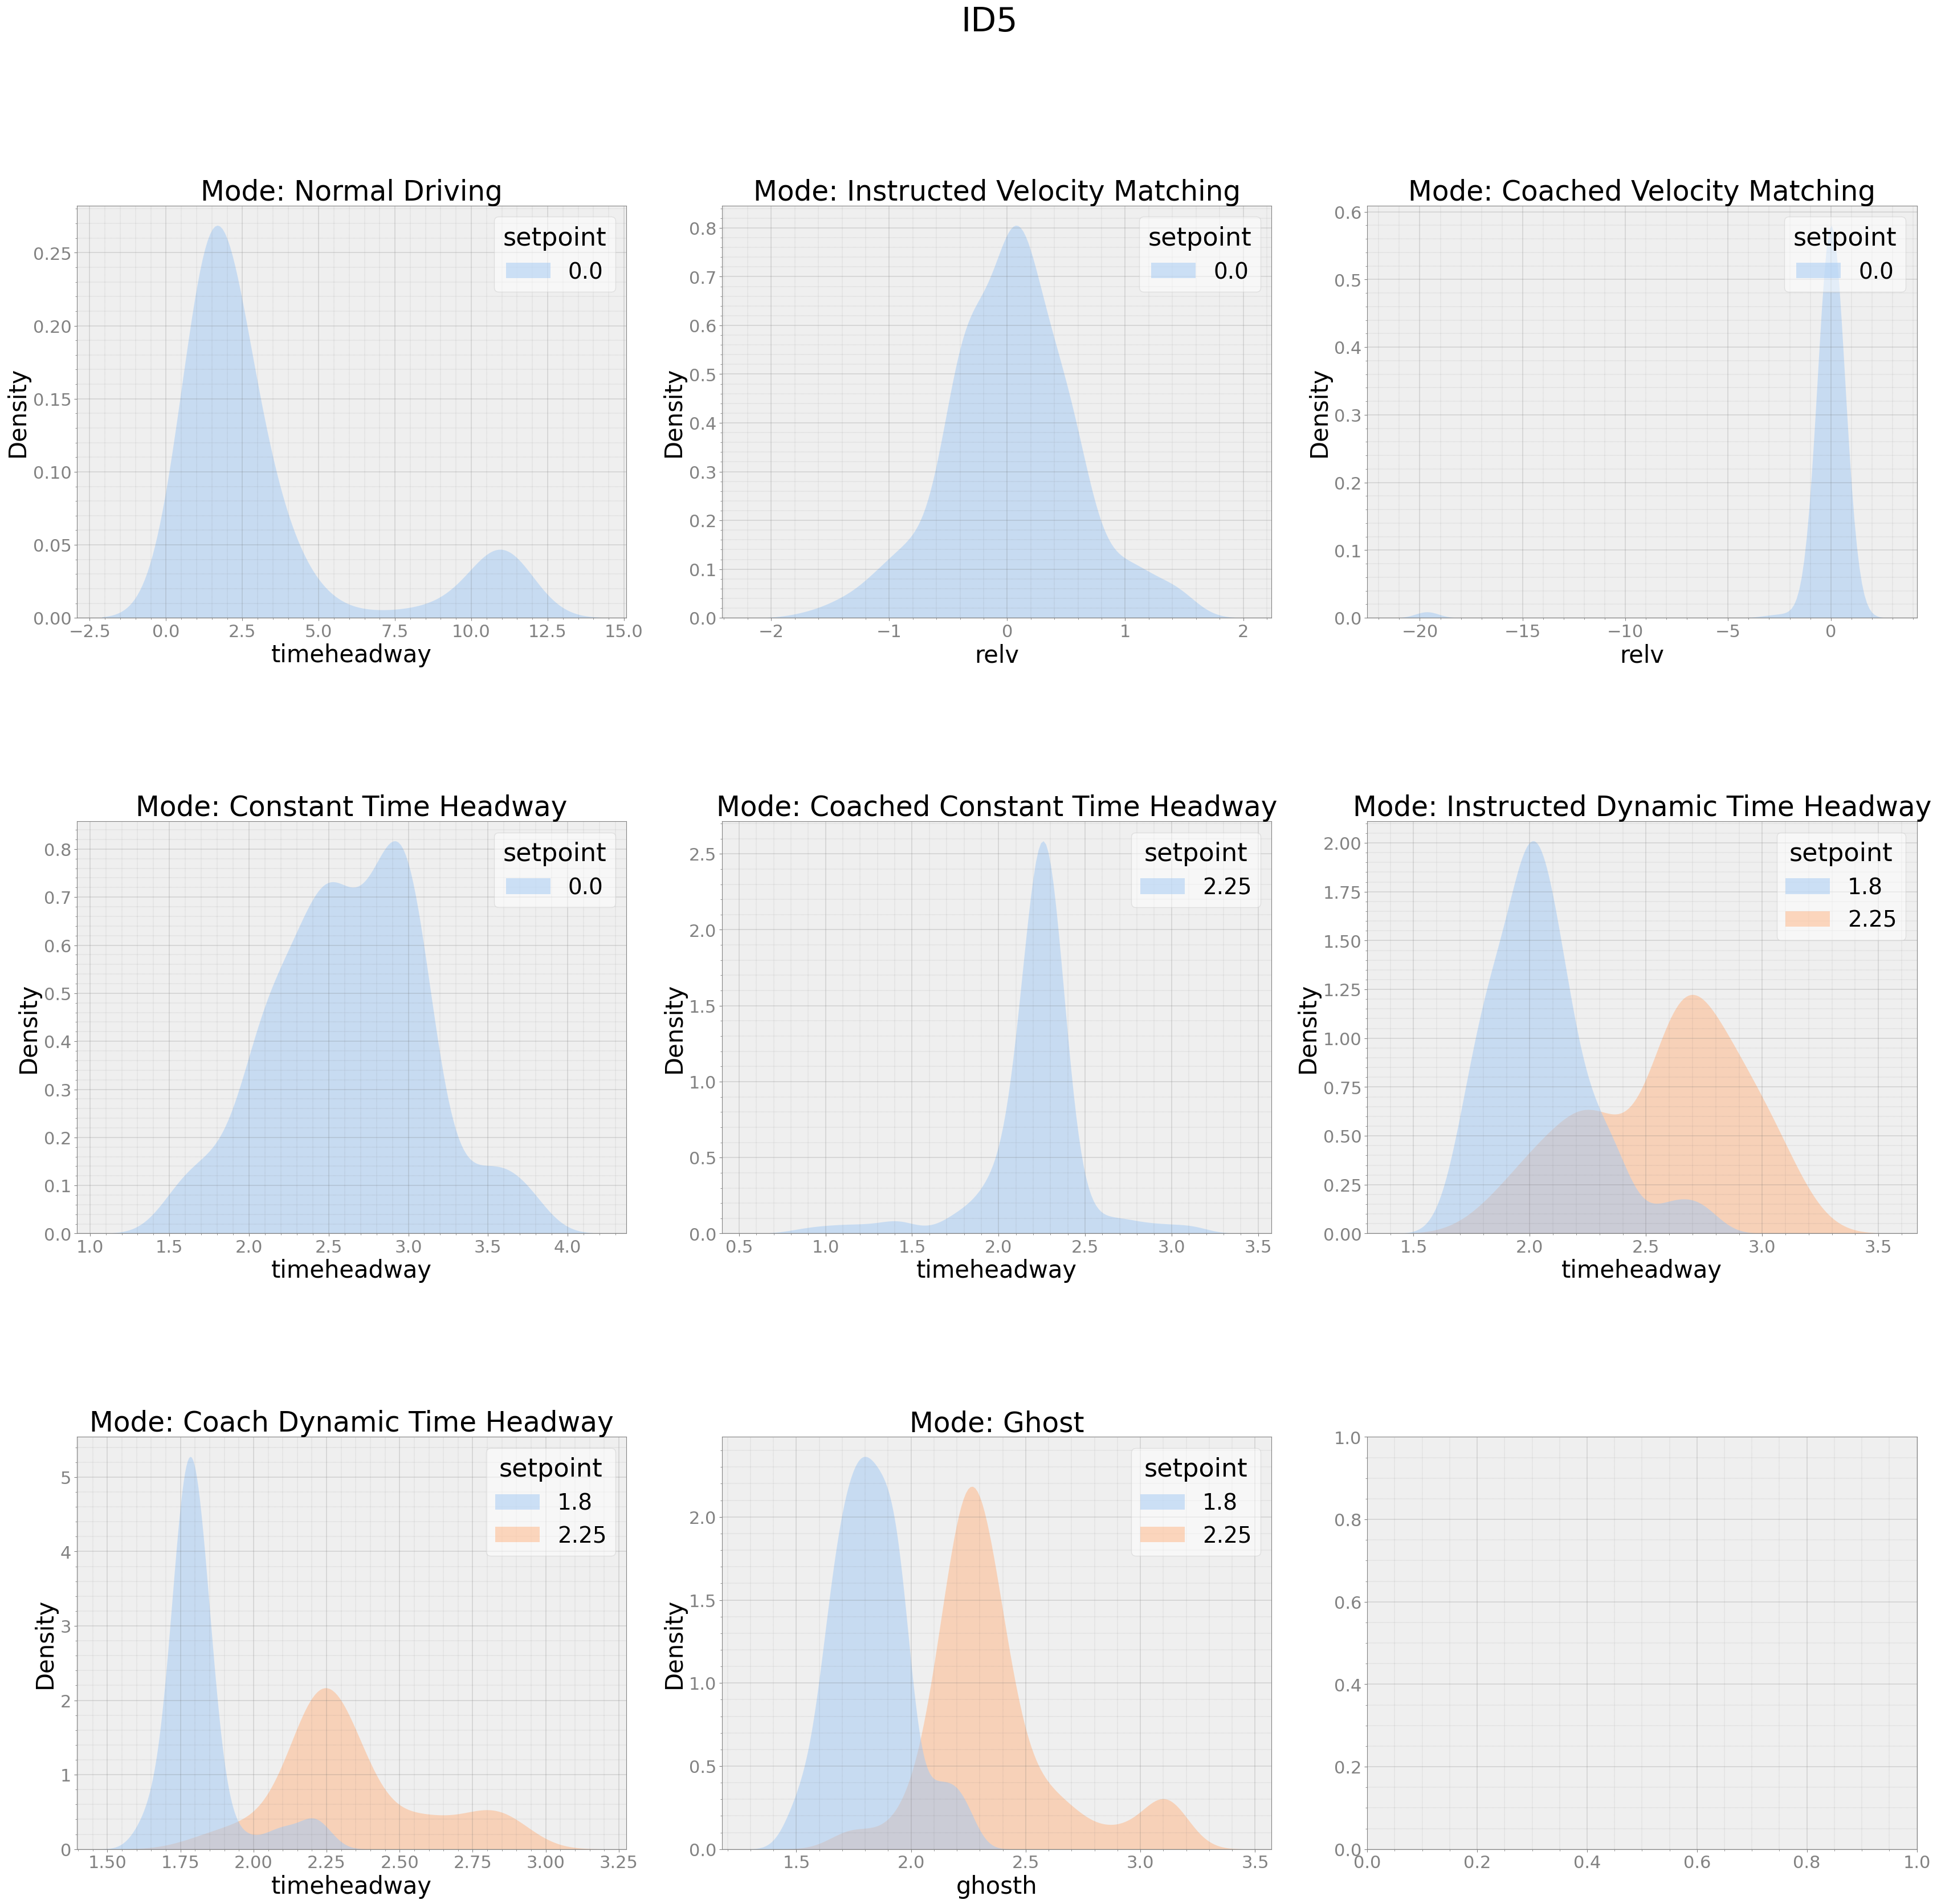 ID5
Mode: Normal Driving
setpoint
0.0
0.25
0.20
0.15
0.10
0.05
0.00
Density
−2.5 0.0 2.5 5.0 7.5 10.0 12.5 15.0
timeheadway
Mode: Instructed Velocity Matching
setpoint
0.0
0.8
0.7
0.6
0.5
0.4
0.3
0.2
0.1
0.0
Density
−2 −1 0 1 2
relv
Mode: Coached Velocity Matching
setpoint
0.0
0.6
0.5
0.4
0.3
0.2
0.1
0.0
Density
−20 −15 −10 −5 0
relv
Mode: Constant Time Headway
setpoint
0.0
0.8
0.7
0.6
0.5
0.4
0.3
0.2
0.1
0.0
Density
1.0 1.5 2.0 2.5 3.0 3.5 4.0
timeheadway
Mode: Coached Constant Time Headway
setpoint
2.25
2.5
2.0
1.5
1.0
0.5
0.0
Density
0.5 1.0 1.5 2.0 2.5 3.0 3.5
timeheadway
Mode: Instructed Dynamic Time Headway
setpoint
1.8
2.25
2.00
1.75
1.50
1.25
1.00
0.75
0.50
0.25
0.00
Density
1.5 2.0 2.5 3.0 3.5
timeheadway
Mode: Coach Dynamic Time Headway
setpoint
1.8
2.25
5
4
3
2
1
0
Density
1.50 1.75 2.00 2.25 2.50 2.75 3.00 3.25
timeheadway
Mode: Ghost
setpoint
1.8
2.25
2.0
1.5
1.0
0.5
0.0
Density
1.5 2.0 2.5 3.0 3.5
ghosth
1.0
0.8
0.6
0.4
0.2
0.0
0.0 0.2 0.4 0.6 0.8 1.0